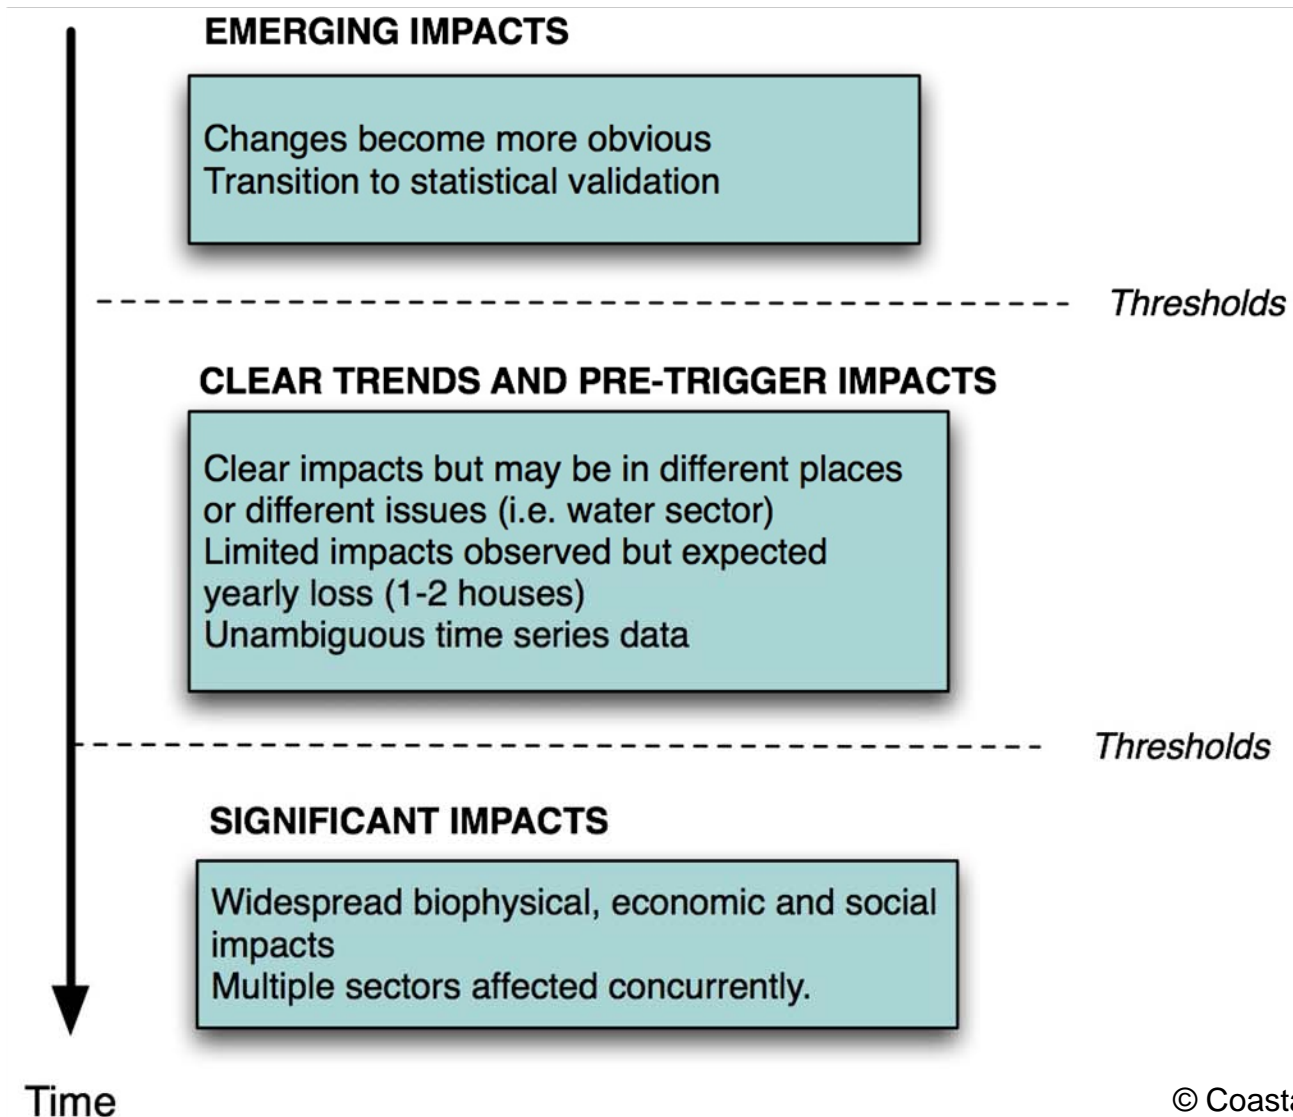 EMERGING IMPACTS
Changes become more obvious
Transition to statistical validation
Thresholds
CLEAR TRENDS AND PRE-TRIGGER IMPACTS
Clear impacts but may be in different places
or different issues (i.e. water sector)
Limited impacts observed but expected
yearly loss (1-2 houses)
Unambiguous time series data
Thresholds
SIGNIFICANT IMPACTS
Widespread biophysical, economic and social
impacts
Multiple sectors affected concurrently.
Time
©